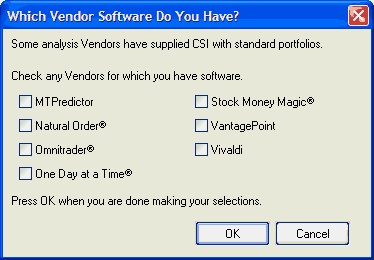 Which Vendor Software Do You Have?
Some analysis Vendors have supplied CSI with standard portfolios.
Check any Vendors for which you have software.
MTPredictor
Stock Money Magic®
Natural Order®
VantagePoint
Omnitrader®
Vivaldi
One Day at a Time®
Press OK when you are done making your selections.
OK
Cancel